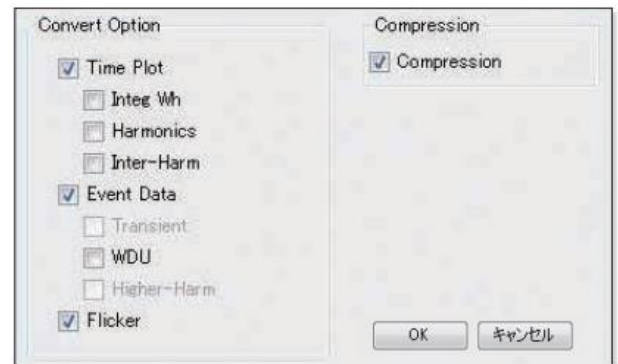 Convert Option
Time Plot
Integ Wh
Harmonics
Inter-Harm
Event Data
Transient
WDU
Higher-Harm
Flicker
Compression
Compression
OK
キャンセル